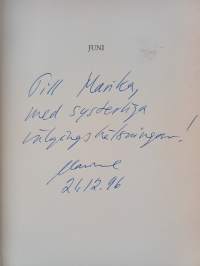 JUNI
Till Marika,
med systerliga
välgångshälsningar!
21.12.96